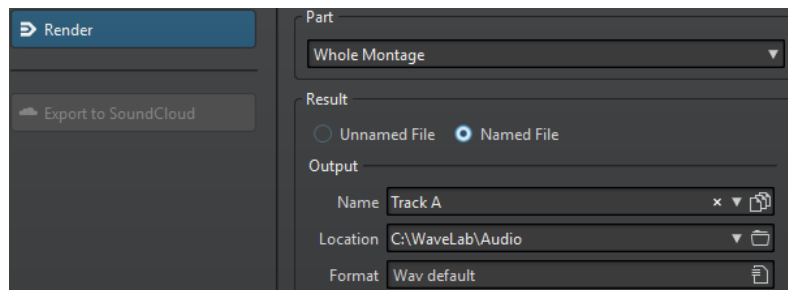 Render
Export to SoundCloud
Part
Whole Montage
Result
Unnamed File
Named File
Output
Name Track A
Location C:\WaveLab\Audio
Format Wav default